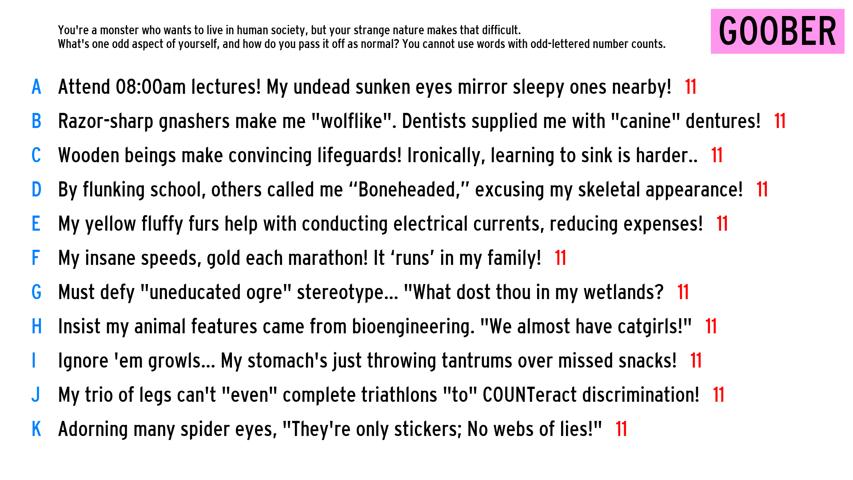 You're a monster who wants to live in human society, but your strange nature makes that difficult.
What's one odd aspect of yourself, and how do you pass it off as normal? You cannot use words with odd-lettered number counts.
GOOBER
A Attend 08:00am lectures! My undead sunken eyes mirror sleepy ones nearby! 11
B Razor-sharp gnashers make me "wolflike". Dentists supplied me with "canine" dentures! 11
C Wooden beings make convincing lifeguards! Ironically, learning to sink is harder.. 11
D By flunking school, others called me “Boneheaded,” excusing my skeletal appearance! 11
E My yellow fluffy furs help with conducting electrical currents, reducing expenses! 11
F My insane speeds, gold each marathon! It ‘runs’ in my family! 11
G Must defy "uneducated ogre" stereotype... "What dost thou in my wetlands? 11
H Insist my animal features came from bioengineering. "We almost have catgirls!" 11
I Ignore 'em growls... My stomach's just throwing tantrums over missed snacks! 11
J My trio of legs can't "even" complete triathlons "to" COUNTeract discrimination! 11
K Adorning many spider eyes, "They're only stickers; No webs of lies!" 11